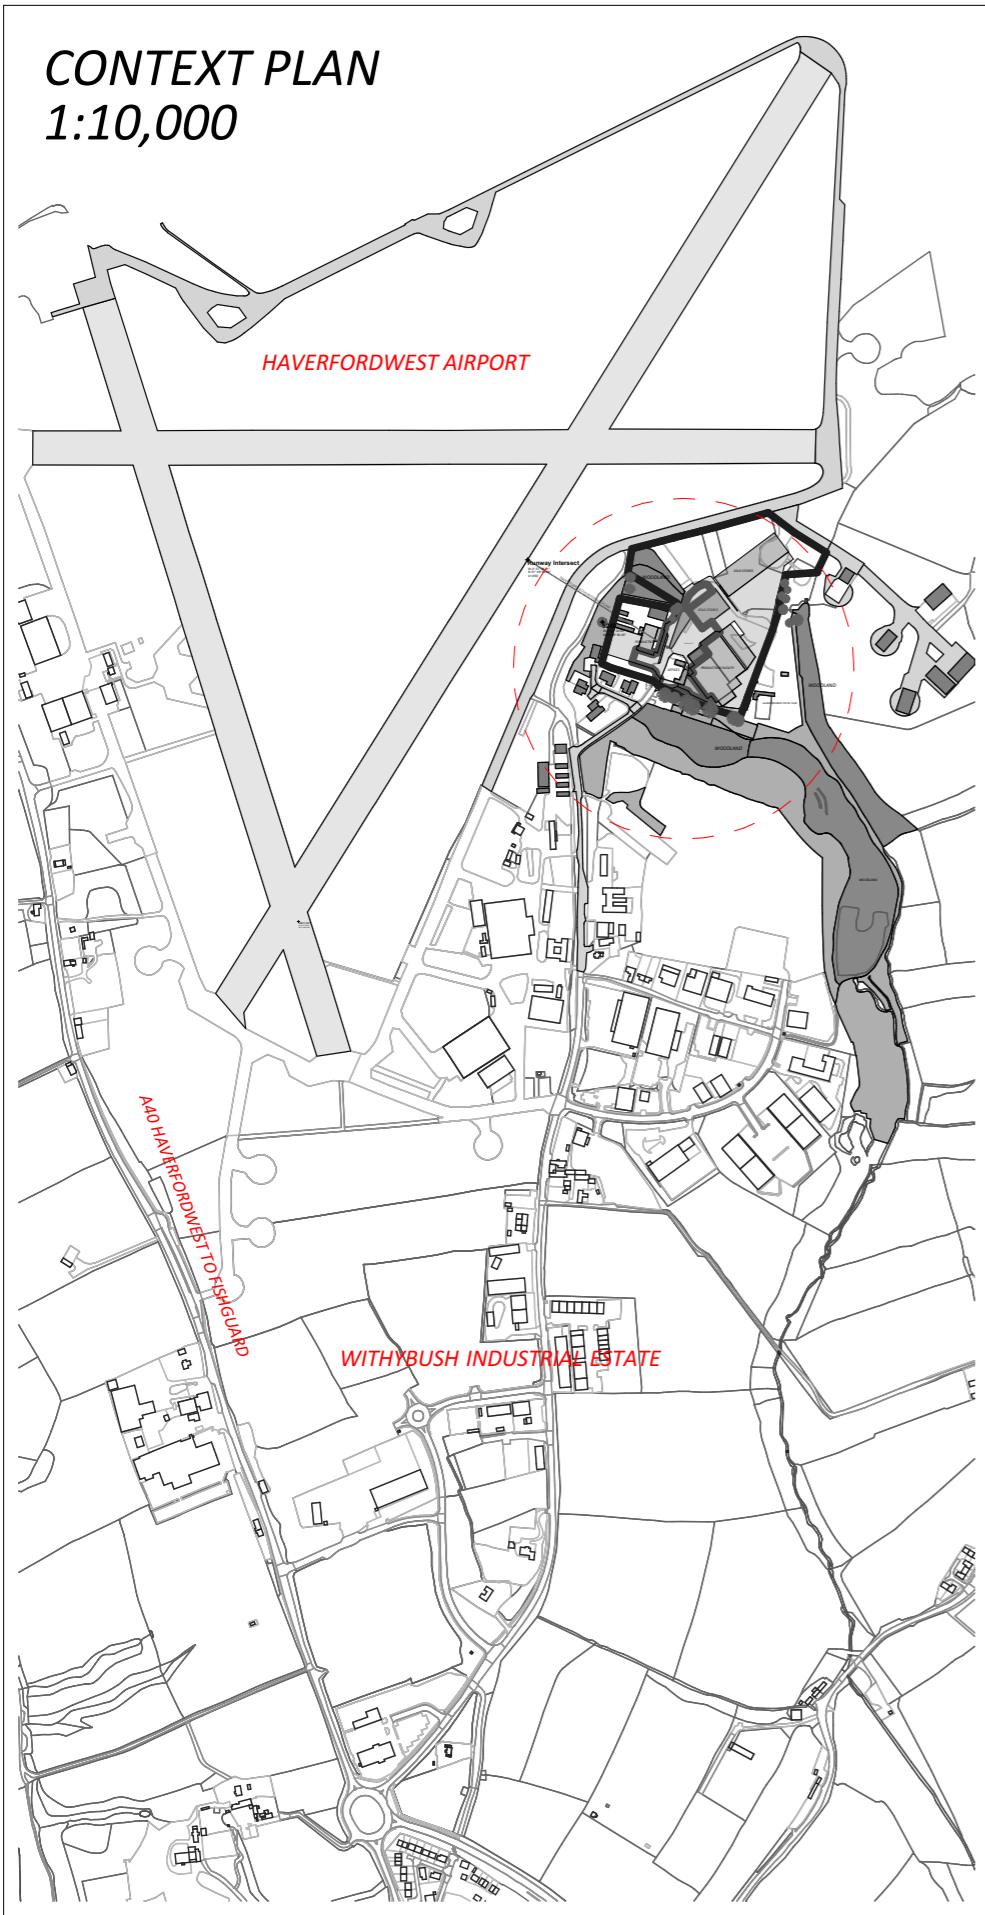 CONTEXT PLAN
1:10,000
HAVERFORDWEST AIRPORT
Runway Intersect
WOODLAND
WOODLAND
WOODLAND
WOODLAND
A40 HAVERFORDWEST TO FISHGUARD
WITHYBUSH INDUSTRIAL ESTATE